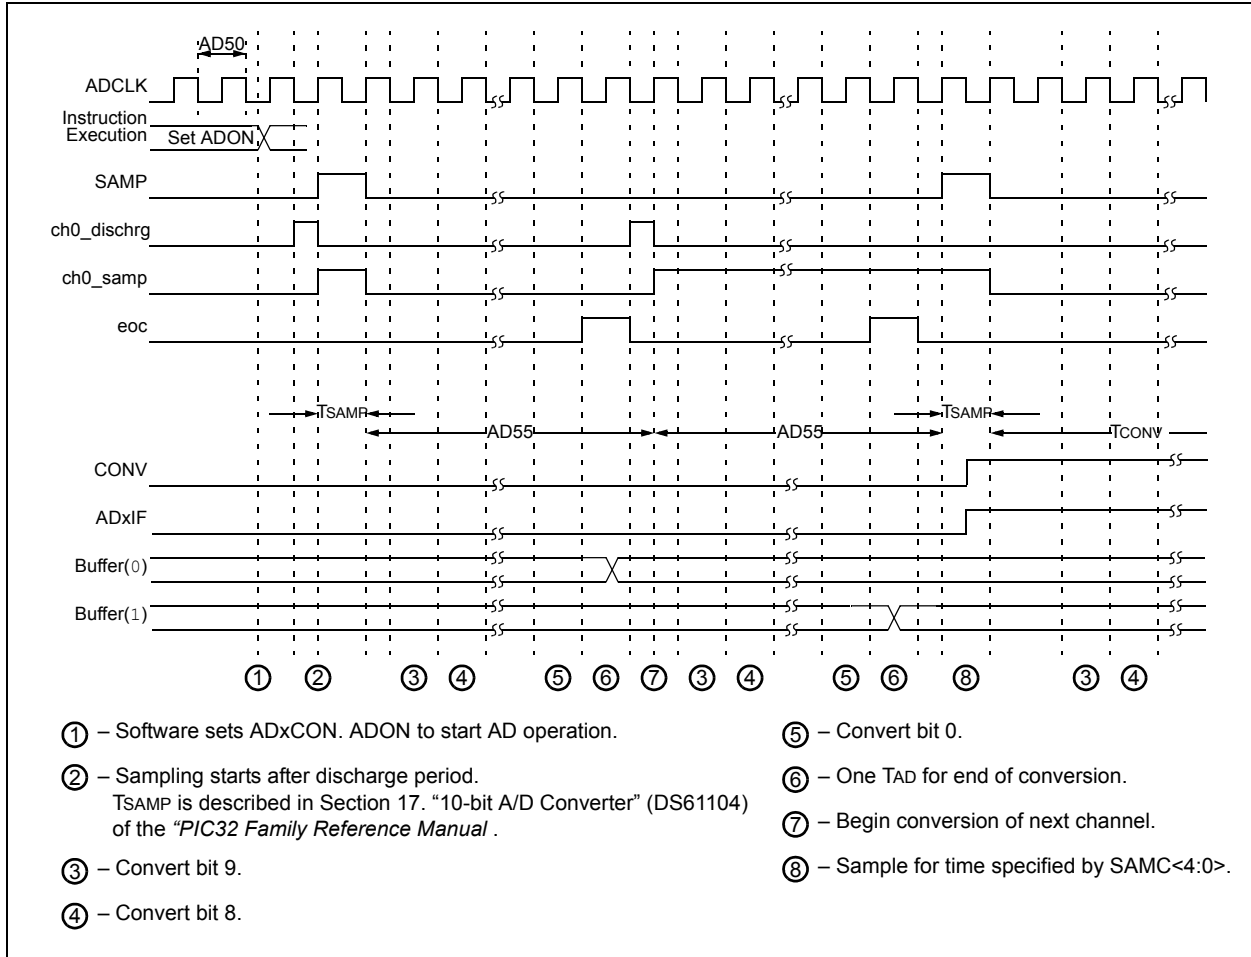 AD50
ADCLK
Instruction
Execution
Set ADON
SAMP
ch0_dischrg
ch0_samp
eoc
TSAMP
TSAMP
AD55
AD55
TCONV
CONV
ADxIF
Buffer(0)
Buffer(1)
1 2 3 4 5 6 7 3 4 5 6 8 3 4
1 – Software sets ADxCON. ADON to start AD operation.
2 – Sampling starts after discharge period.
TSAMP is described in Section 17. “10-bit A/D Converter” (DS61104)
of the “PIC32 Family Reference Manual .
3 – Convert bit 9.
4 – Convert bit 8.
5 – Convert bit 0.
6 – One TAD for end of conversion.
7 – Begin conversion of next channel.
8 – Sample for time specified by SAMC<4:0>.